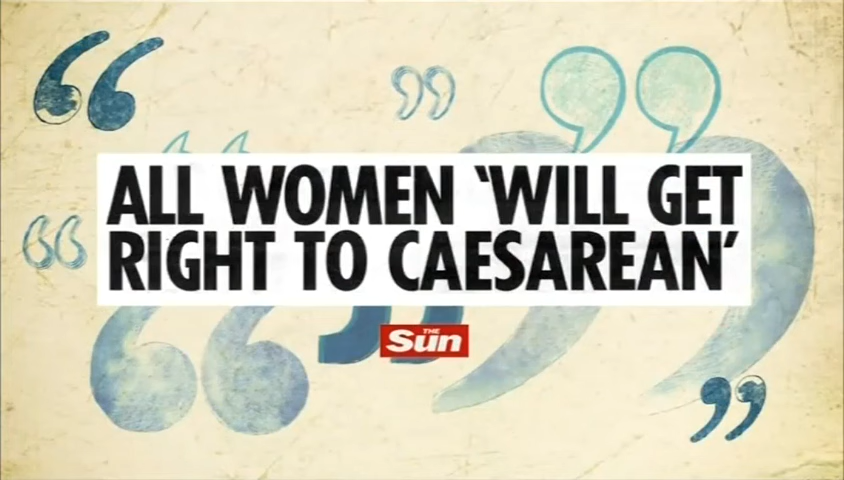 ALL WOMEN ‘WILL GET
RIGHT TO CAESAREAN’
THE
Sun